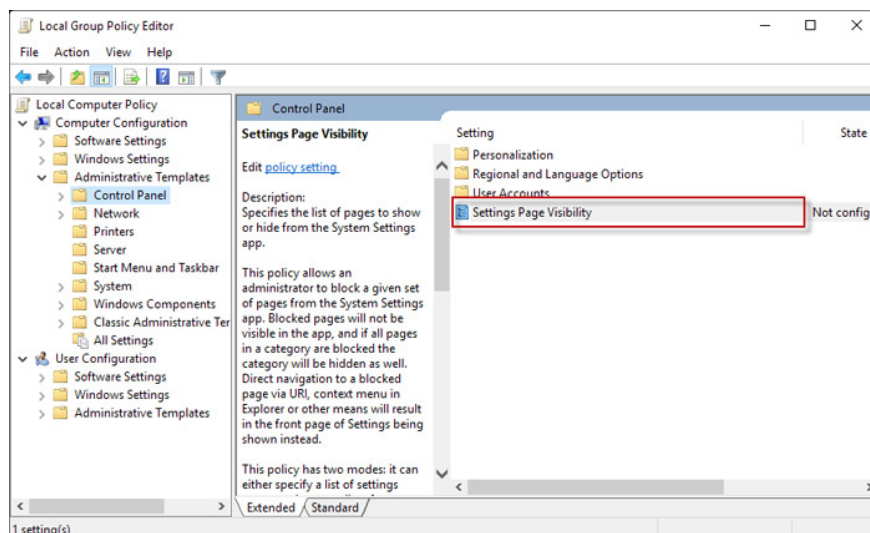 Local Group Policy Editor
File Action View Help
Local Computer Policy
Computer Configuration
Software Settings
Windows Settings
Administrative Templates
Control Panel
Network
Printers
Server
Start Menu and Taskbar
System
Windows Components
Classic Administrative Ter
All Settings
User Configuration
Software Settings
Windows Settings
Administrative Templates
Control Panel
Settings Page Visibility
Edit policy setting
Description:
Specifies the list of pages to show
or hide from the System Settings
app.
This policy allows an
administrator to block a given set
of pages from the System Settings
app. Blocked pages will not be
visible in the app, and if all pages
in a category are blocked the
category will be hidden as well.
Direct navigation to a blocked
page via URI, context menu in
Explorer or other means will result
in the front page of Settings being
shown instead.
This policy has two modes: it can
either specify a list of settings
Setting State
Personalization
Regional and Language Options
User Accounts
Settings Page Visibility Not config
Extended Standard
1 setting(s)